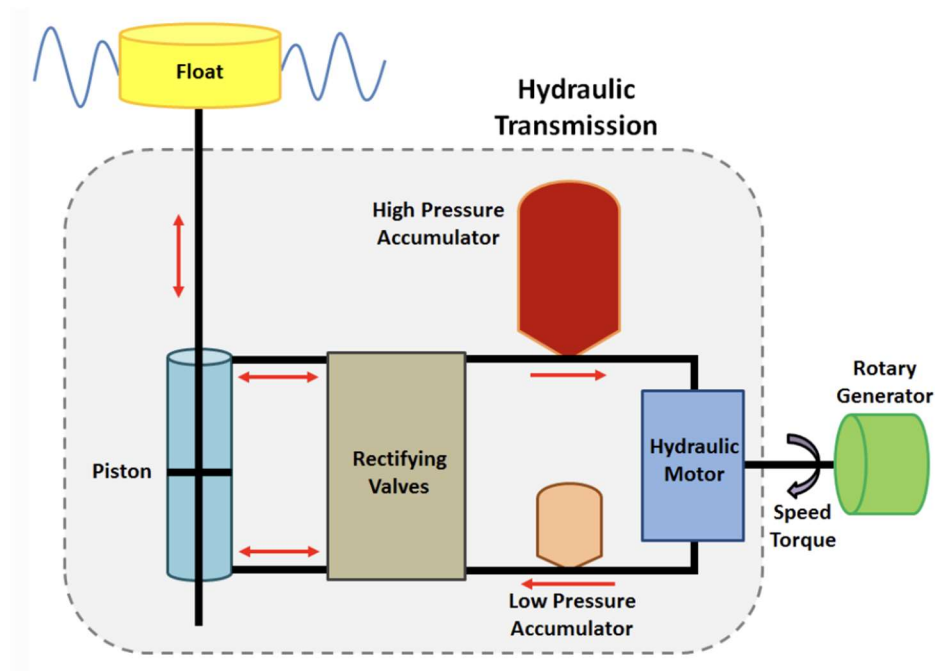 Float
Hydraulic
Transmission
High Pressure
Accumulator
Rotary
Generator
Piston
Rectifying
Valves
Hydraulic
Motor
Speed
Torque
Low Pressure
Accumulator